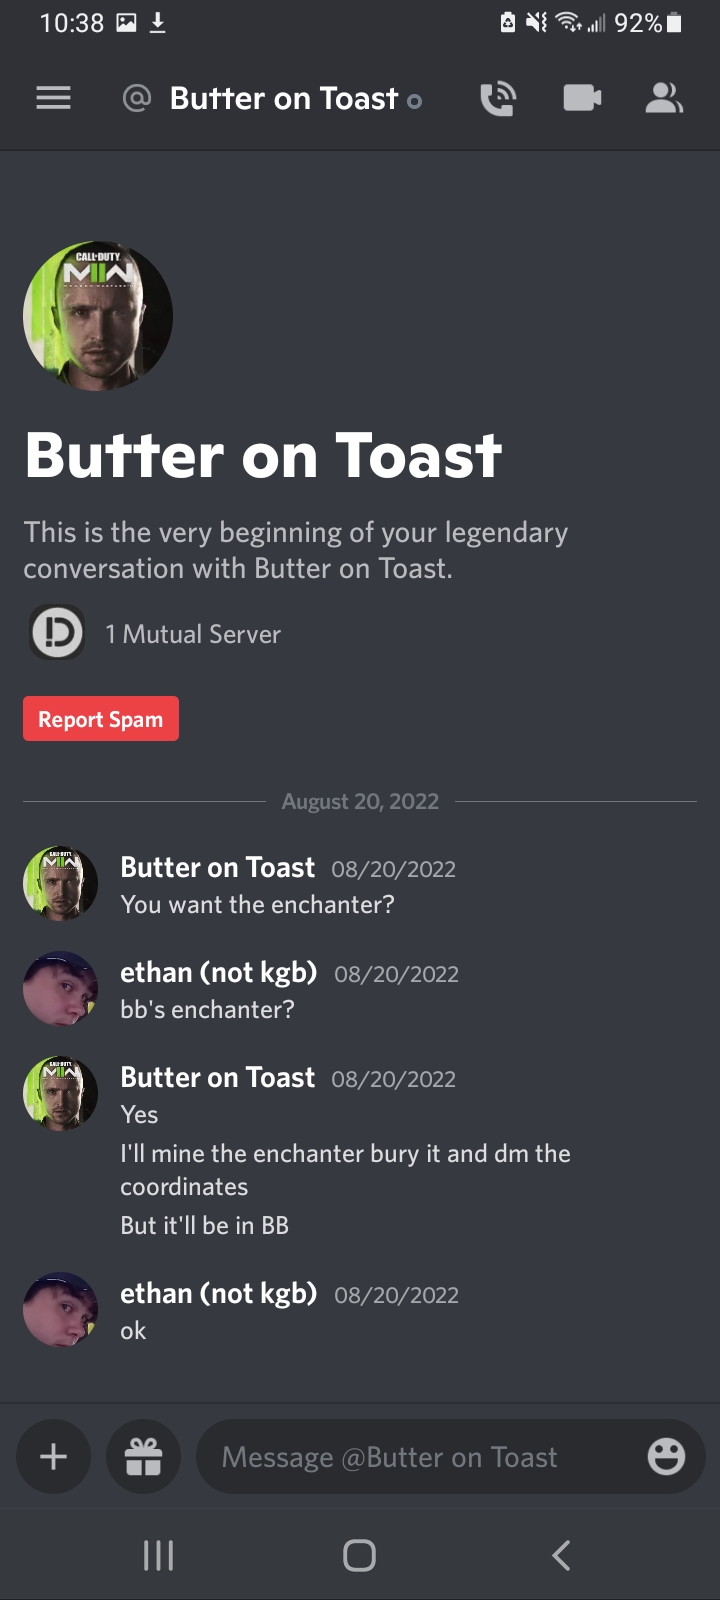 10:38
92%
@ Butter on Toast
CALL OF DUTY
MWII
Butter on Toast
This is the very beginning of your legendary
conversation with Butter on Toast.
1 Mutual Server
Report Spam
August 20, 2022
Butter on Toast 08/20/2022
You want the enchanter?
ethan (not kgb) 08/20/2022
bb's enchanter?
Butter on Toast 08/20/2022
Yes
I'll mine the enchanter bury it and dm the
coordinates
But it'll be in BB
ethan (not kgb) 08/20/2022
ok
Message @Butter on Toast